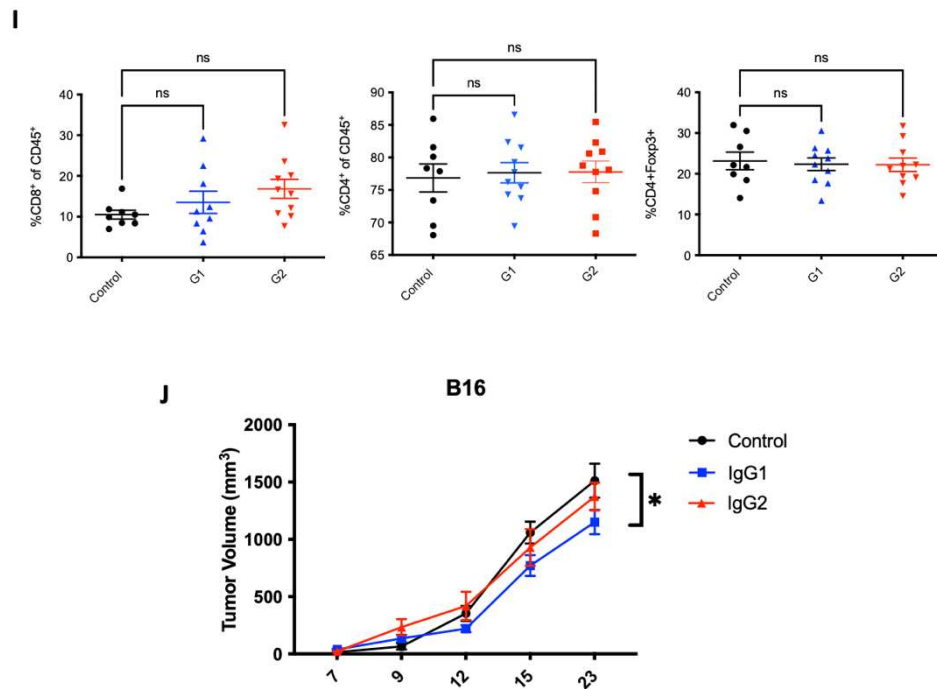 I
ns
ns
%CD8⁺ of CD45⁺
40
30
20
10
0
Control
G1
G2
ns
ns
%CD4⁺ of CD45⁺
90
85
80
75
70
65
Control
G1
G2
ns
ns
%CD4+Foxp3+
40
30
20
10
0
Control
G1
G2
J
B16
Tumor Volume (mm³)
2000
1500
1000
500
0
7
9
12
15
23
Control
IgG1
IgG2
*